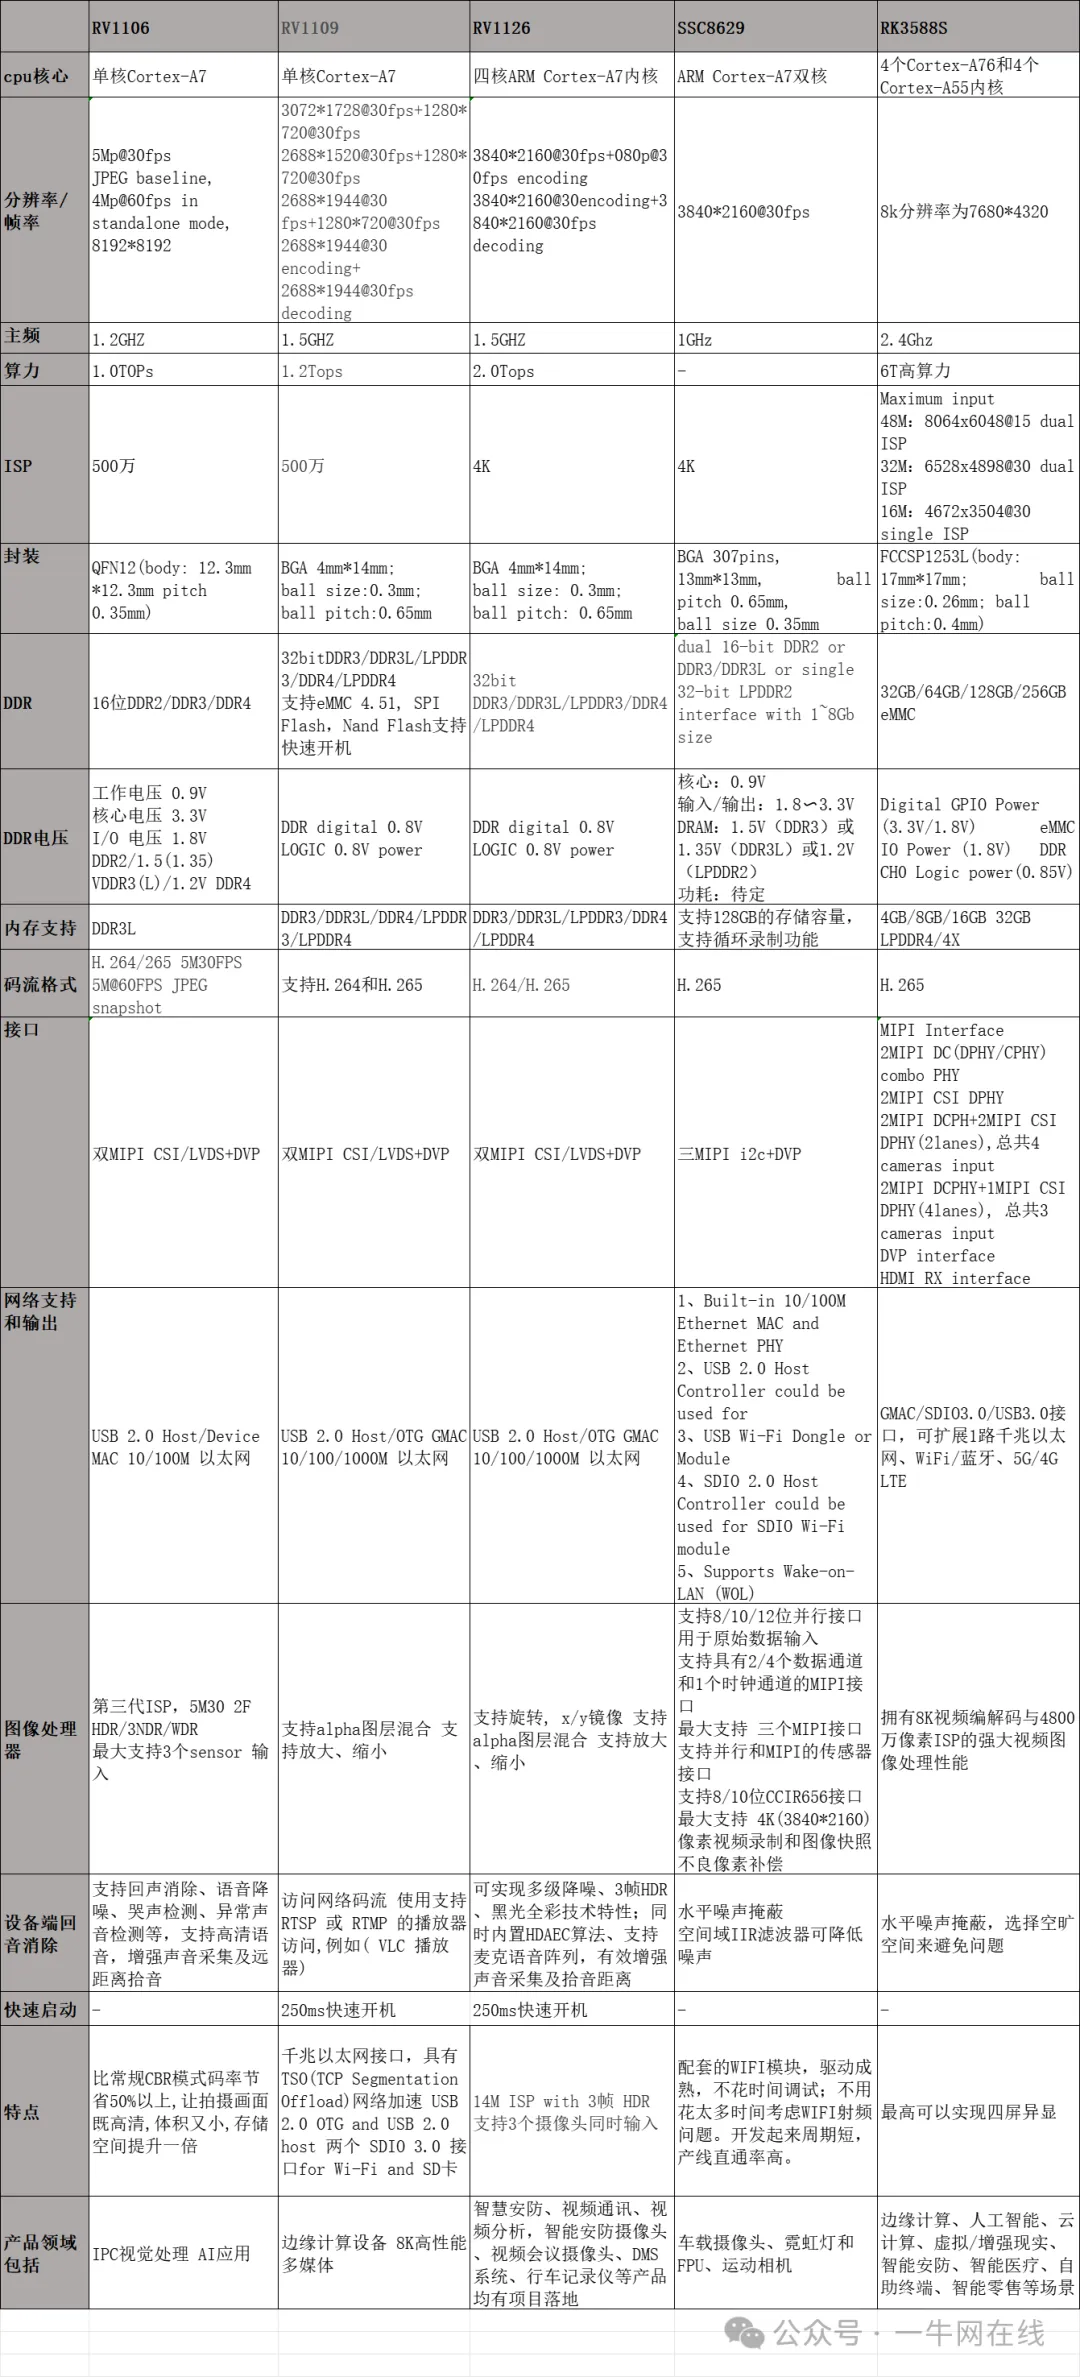 RV1106
RV1109
RV1126
SSC8629
RK3588S
cpu核心
单核Cortex-A7
单核Cortex-A7
四核ARM Cortex-A7内核
ARM Cortex-A7双核
4个Cortex-A76和4个
Cortex-A55内核
分辨率/
帧率
5Mp@30fps
JPEG baseline,
4Mp@60fps in
standalone mode,
8192*8192
3072*1728@30fps+1280*
720@30fps
2688*1520@30fps+1280*
720@30fps
2688*1944@30
fps+1280*720@30fps
2688*1944@30
encoding+
2688*1944@30fps
decoding
3840*2160@30fps+080p@3
0fps encoding
3840*2160@30encoding+3
840*2160@30fps
decoding
3840*2160@30fps
8k分辨率为7680*4320
主频
1.2GHZ
1.5GHZ
1.5GHZ
1GHz
2.4Ghz
算力
1.0TOPs
1.2Tops
2.0Tops
-
6T高算力
ISP
500万
500万
4K
4K
Maximum input
48M: 8064x6048@15 dual
ISP
32M: 6528x4898@30 dual
ISP
16M: 4672x3504@30
single ISP
封装
QFN12(body: 12.3mm
*12.3mm pitch
0.35mm)
BGA 4mm*14mm;
ball size:0.3mm;
ball pitch:0.65mm
BGA 4mm*14mm;
ball size: 0.3mm;
ball pitch: 0.65mm
BGA 307pins,
13mm*13mm, ball
pitch 0.65mm,
ball size 0.35mm
FCCSP1253L(body:
17mm*17mm; ball
size:0.26mm; ball
pitch:0.4mm)
DDR
16位DDR2/DDR3/DDR4
32bitDDR3/DDR3L/LPDDR
3/DDR4/LPDDR4
支持eMMC 4.51, SPI
Flash，Nand Flash支持
快速开机
32bit
DDR3/DDR3L/LPDDR3/DDR4
/LPDDR4
dual 16-bit DDR2 or
DDR3/DDR3L or single
32-bit LPDDR2
interface with 1~8Gb
size
32GB/64GB/128GB/256GB
eMMC
DDR电压
工作电压 0.9V
核心电压 3.3V
I/O 电压 1.8V
DDR2/1.5(1.35)
VDDR3(L)/1.2V DDR4
DDR digital 0.8V
LOGIC 0.8V power
DDR digital 0.8V
LOGIC 0.8V power
核心：0.9V
输入/输出：1.8～3.3V
DRAM：1.5V（DDR3）或
1.35V（DDR3L）或1.2V
（LPDDR2）
功耗：待定
Digital GPIO Power
(3.3V/1.8V) eMMC
IO Power (1.8V) DDR
CH0 Logic power(0.85V)
内存支持
DDR3L
DDR3/DDR3L/DDR4/LPDDR
3/LPDDR4
DDR3/DDR3L/LPDDR3/DDR4
/LPDDR4
支持128GB的存储容量，
支持循环录制功能
4GB/8GB/16GB 32GB
LPDDR4/4X
码流格式
H.264/265 5M30FPS
5M@60FPS JPEG
snapshot
支持H.264和H.265
H.264/H.265
H.265
H.265
接口
双MIPI CSI/LVDS+DVP
双MIPI CSI/LVDS+DVP
双MIPI CSI/LVDS+DVP
三MIPI i2c+DVP
MIPI Interface
2MIPI DC(DPHY/CPHY)
combo PHY
2MIPI CSI DPHY
2MIPI DCPH+2MIPI CSI
DPHY(2lanes),总共4
cameras input
2MIPI DCPHY+1MIPI CSI
DPHY(4lanes), 总共3
cameras input
DVP interface
HDMI RX interface
网络支持
和输出
USB 2.0 Host/Device
MAC 10/100M 以太网
USB 2.0 Host/OTG GMAC
10/100/1000M 以太网
USB 2.0 Host/OTG GMAC
10/100/1000M 以太网
1、Built-in 10/100M
Ethernet MAC and
Ethernet PHY
2、USB 2.0 Host
Controller could be
used for
3、USB Wi-Fi Dongle or
Module
4、SDIO 2.0 Host
Controller could be
used for SDIO Wi-Fi
module
5、Supports Wake-on-
LAN (WOL)
GMAC/SDIO3.0/USB3.0接
口，可扩展1路千兆以太
网、WiFi/蓝牙、5G/4G
LTE
图像处理
器
第三代ISP，5M30 2F
HDR/3NDR/WDR
最大支持3个sensor 输
入
支持alpha图层混合 支
持放大、缩小
支持旋转, x/y镜像 支持
alpha图层混合 支持放大
、缩小
支持8/10/12位并行接口
用于原始数据输入
支持具有2/4个数据通道
和1个时钟通道的MIPI接
口
最大支持 三个MIPI接口
支持并行和MIPI的传感器
接口
支持8/10位CCIR656接口
最大支持 4K(3840*2160)
像素视频录制和图像快照
不良像素补偿
拥有8K视频编解码与4800
万像素ISP的强大视频图
像处理性能
设备端回
音消除
支持回声消除、语音降
噪、哭声检测、异常声
音检测等，支持高清语
音，增强声音采集及远
距离拾音
访问网络码流 使用支持
RTSP 或 RTMP 的播放器
访问,例如( VLC 播放
器)
可实现多级降噪、3帧HDR
、黑光全彩技术特性；同
时内置HDAEC算法、支持
麦克语音阵列，有效增强
声音采集及拾音距离
水平噪声掩蔽
空间域IIR滤波器可降低
噪声
水平噪声掩蔽，选择空旷
空间来避免问题
快速启动
-
250ms快速开机
250ms快速开机
-
-
特点
比常规CBR模式码率节
省50%以上,让拍摄画面
既高清,体积又小,存储
空间提升一倍
千兆以太网接口，具有
TSO(TCP Segmentation
Offload)网络加速 USB
2.0 OTG and USB 2.0
host 两个 SDIO 3.0 接
口for Wi-Fi and SD卡
14M ISP with 3帧 HDR
支持3个摄像头同时输入
配套的WIFI模块，驱动成
熟，不花时间调试；不用
花太多时间考虑WIFI射频
问题。开发起来周期短，
产线直通率高。
最高可以实现四屏异显
产品领域
包括
IPC视觉处理 AI应用
边缘计算设备 8K高性能
多媒体
智慧安防、视频通讯、视
频分析，智能安防摄像头
、视频会议摄像头、DMS
系统、行车记录仪等产品
均有项目落地
车载摄像头、霓虹灯和
FPU、运动相机
边缘计算、人工智能、云
计算、虚拟/增强现实、
智能安防、智能医疗、自
助终端、智能零售等场景
公众号·一牛网在线